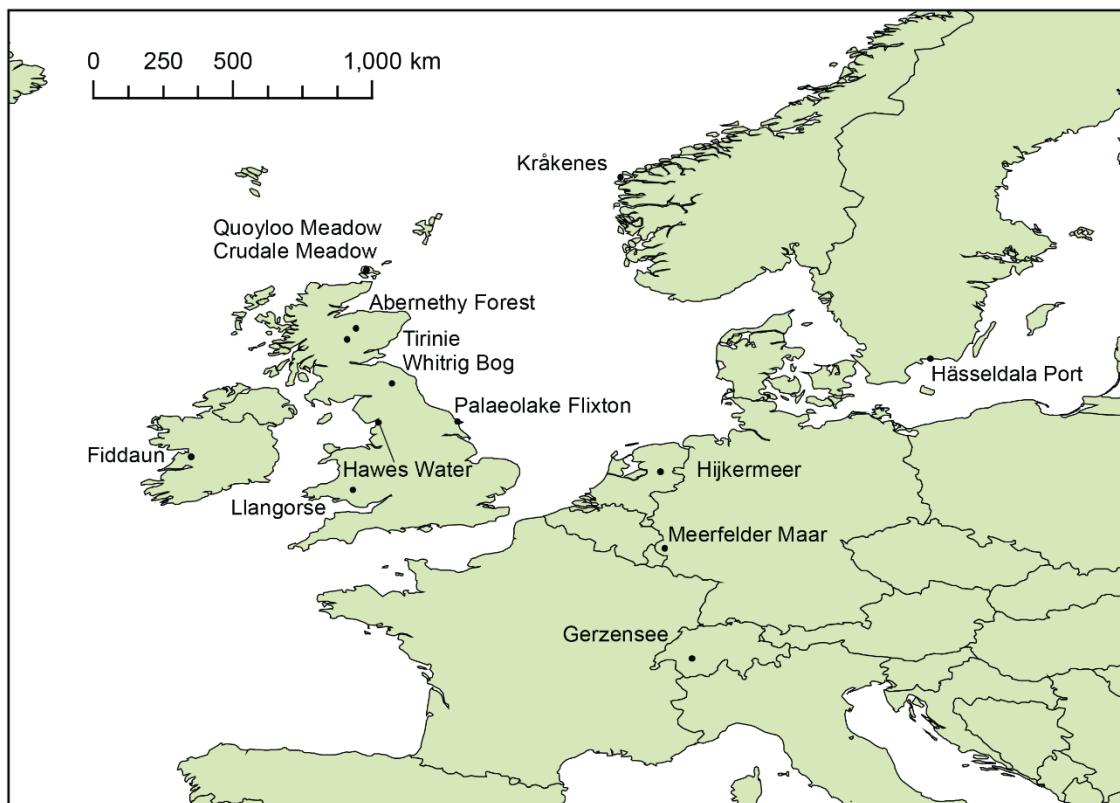 0 250 500 1,000 km
Kråkenes
Quoyloo Meadow
Crudale Meadow
Abernethy Forest
Tirinie
Whitrig Bog
Hässeldala Port
Palaeolake Flixton
Fiddaun
Hawes Water
Hijkermeer
Llangorse
Meerfelder Maar
Gerzensee